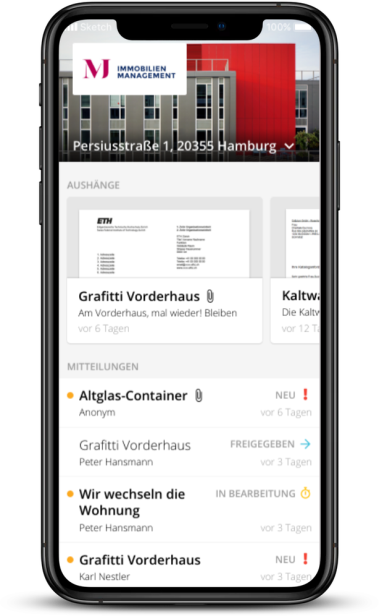 Sketch
100%
MJ IMMOBILIEN
MANAGEMENT
Persiusstraße 1, 20355 Hamburg
AUSHÄNGE
ETH
Grafitti Vorderhaus
Am Vorderhaus, mal wieder! Bleiben
vor 6 Tagen
Kaltwa
Die Kaltw
vor 12 Ta
MITTEILUNGEN
Altglas-Container
NEU
Anonym
vor 6 Tagen
Grafitti Vorderhaus
FREIGEGEBEN
Peter Hansmann
vor 3 Tagen
Wir wechseln die
IN BEARBEITUNG
Wohnung
Peter Hansmann
vor 3 Tagen
Grafitti Vorderhaus
NEU
Karl Nestler
vor 3 Tagen